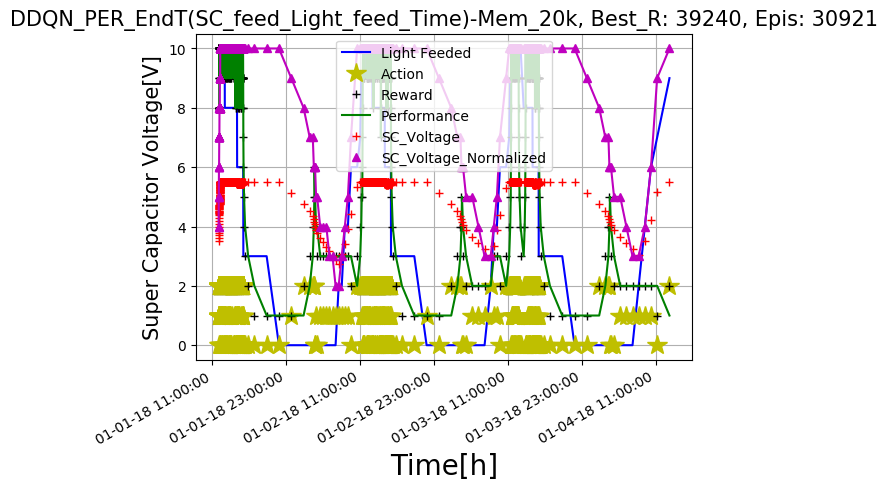 DDQN_PER_EndT(SC_feed_Light_feed_Time)-Mem_20k, Best_R: 39240, Epis: 30921
Super Capacitor Voltage[V]
10
8
6
4
2
0
Light Feeded
Action
Reward
Performance
SC_Voltage
SC_Voltage_Normalized
01-01-18 11:00:00
01-01-18 23:00:00
01-02-18 11:00:00
01-02-18 23:00:00
01-03-18 11:00:00
01-03-18 23:00:00
01-04-18 11:00:00
Time[h]